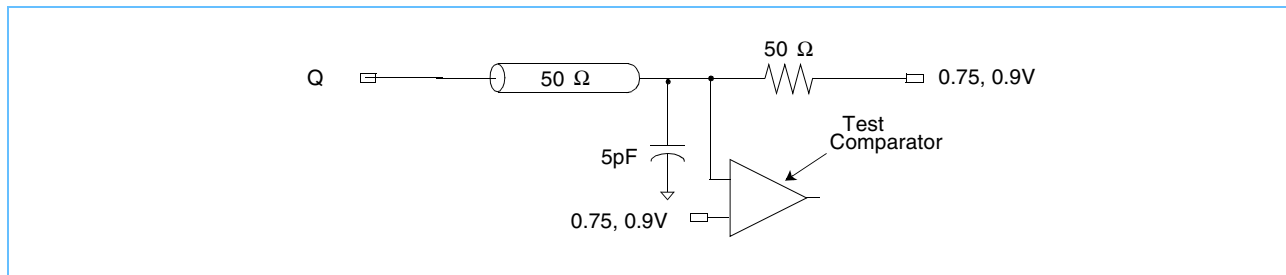 50 Ω
Q
50 Ω
0.75, 0.9V
Test
Comparator
5pF
0.75, 0.9V